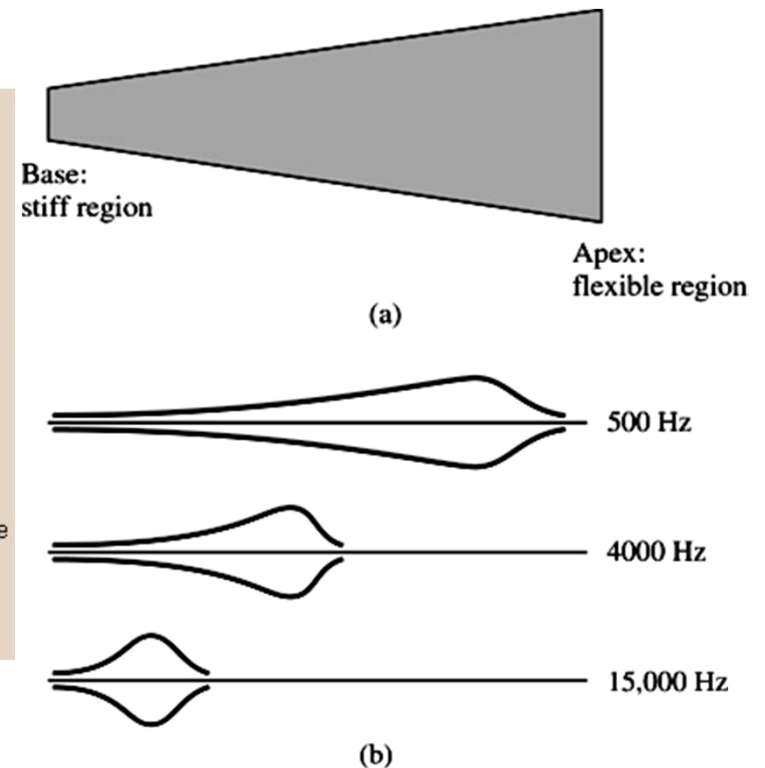 Base:
stiff region
Apex:
flexible region
(a)
500 Hz
e
4000 Hz
15,000 Hz
(b)